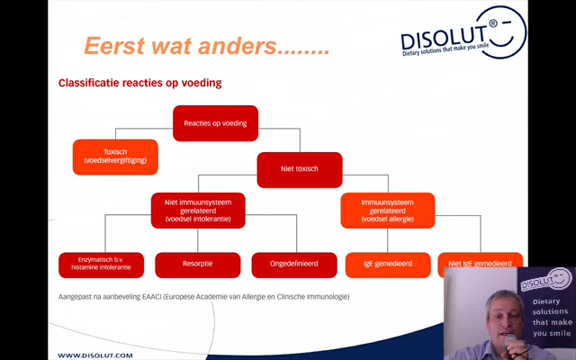 Eerst wat anders........
DISOLUT®
Dietary solutions that make you smile
Classificatie reacties op voeding
Reacties op voeding
Toxisch
(voedselvergiftiging)
Niet toxisch
Niet immuunsysteem
gerelateerd
(voedsel intolerantie)
Immuunsysteem
gerelateerd
(voedsel allergie)
Enzymatisch b.v.
histamine intolerantie
Resorptie
Ongedefinieerd
IgE gemedieerd
Niet IgE gemedieerd
Aangepast na aanbeveling EAACI (Europese Academie van Allergie en Clinische Immunologie)
DISOLUT
Dietary
solutions
that make
you smile
WWW.DISOLUT.COM